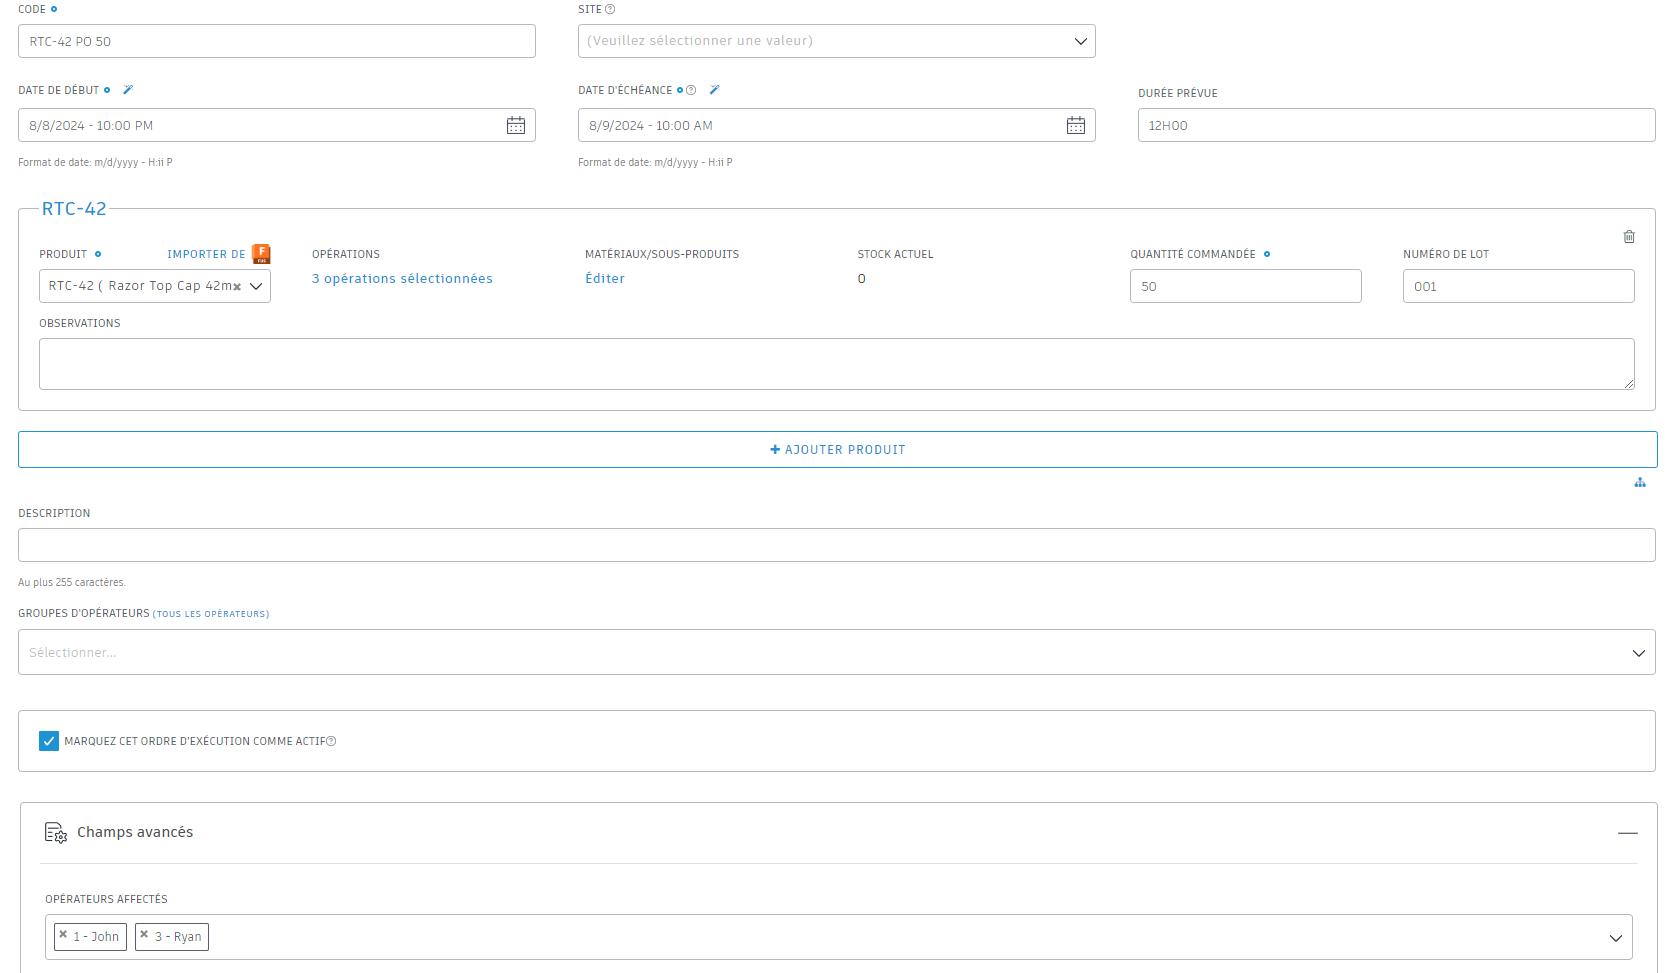 CODE
SITE
RTC-42 PO 50
(Veuillez sélectionner une valeur)
DATE DE DÉBUT
DATE D'ÉCHÉANCE
DURÉE PRÉVUE
8/8/2024 - 10:00 PM
8/9/2024 - 10:00 AM
12H00
Format de date: m/d/yyyy - H:ii P
Format de date: m/d/yyyy - H:ii P
RTC-42
PRODUIT
IMPORTER DE
F
OPÉRATIONS
MATÉRIAUX/SOUS-PRODUITS
STOCK ACTUEL
QUANTITÉ COMMANDÉE
NUMÉRO DE LOT
RTC-42 ( Razor Top Cap 42m
3 opérations sélectionnées
Éditer
0
50
001
OBSERVATIONS
AJOUTER PRODUIT
DESCRIPTION
Au plus 255 caractères.
GROUPES D'OPÉRATEURS (TOUS LES OPÉRATEURS)
Sélectionner...
MARQUEZ CET ORDRE D'EXÉCUTION COMME ACTIF
Champs avancés
OPÉRATEURS AFFECTÉS
1 - John
3 - Ryan